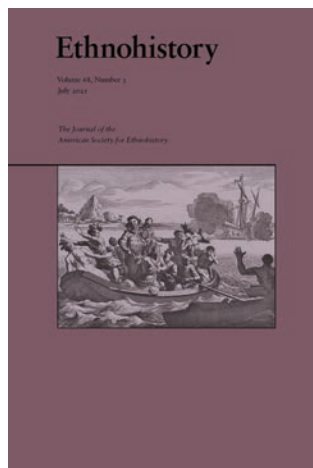 Ethnohistory
Volume 68, Number 3
July 2021
The Journal of the
American Society for Ethnohistory